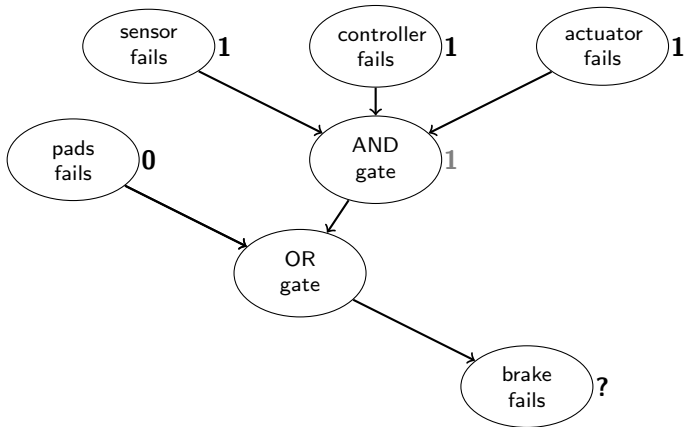 sensor
fails
1
controller
fails
1
actuator
fails
1
pads
fails
0
AND
gate
1
OR
gate
brake
fails
?